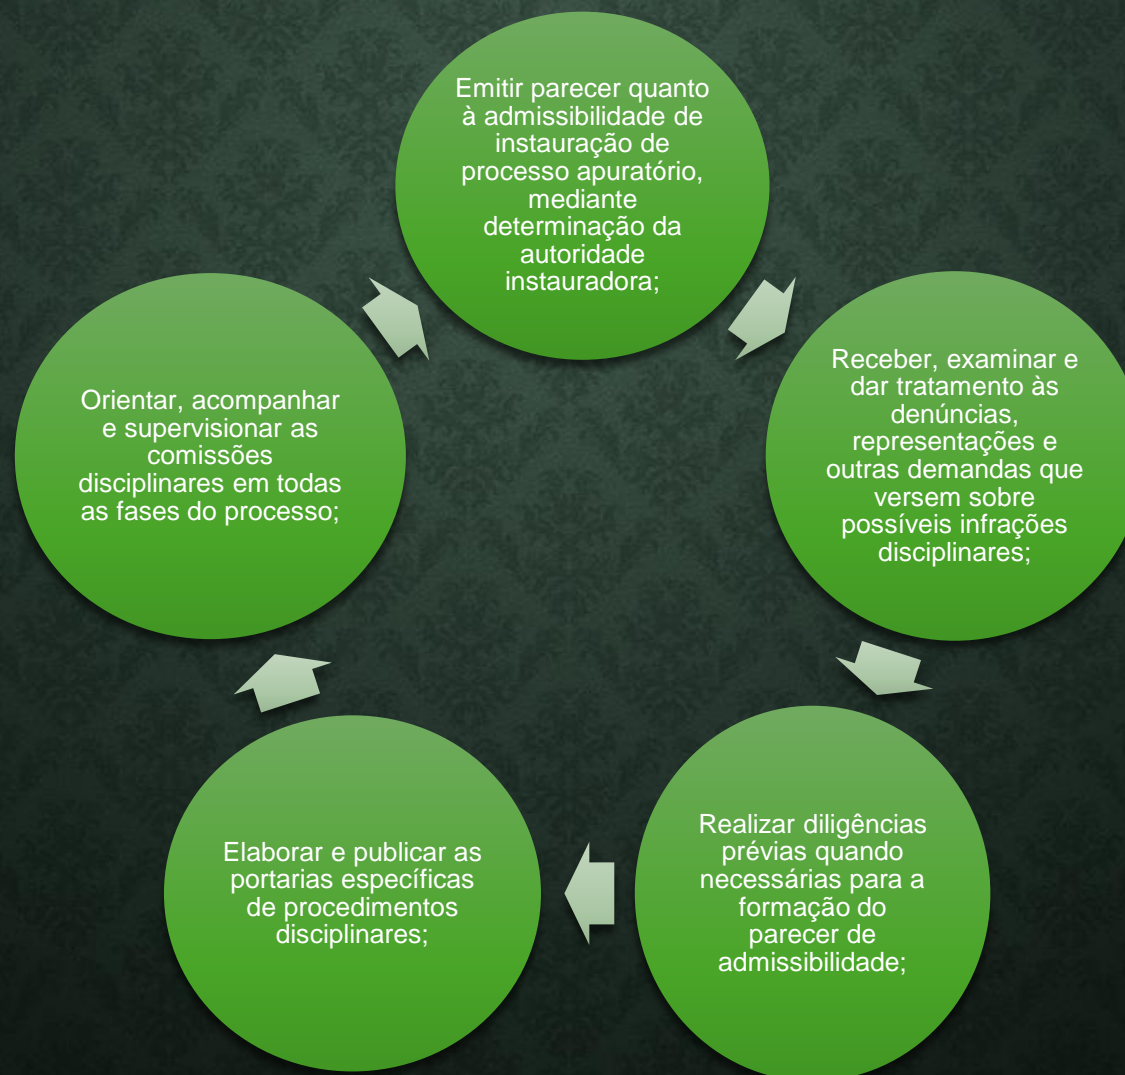 Emitir parecer quanto
à admissibilidade de
instauração de
processo apuratório,
mediante
determinação da
autoridade
instauradora;
Receber, examinar e
dar tratamento às
denúncias,
representações e
outras demandas que
versem sobre
possíveis infrações
disciplinares;
Realizar diligências
prévias quando
necessárias para a
formação do
parecer de
admissibilidade;
Elaborar e publicar as
portarias específicas
de procedimentos
disciplinares;
Orientar, acompanhar
e supervisionar as
comissões
disciplinares em todas
as fases do processo;